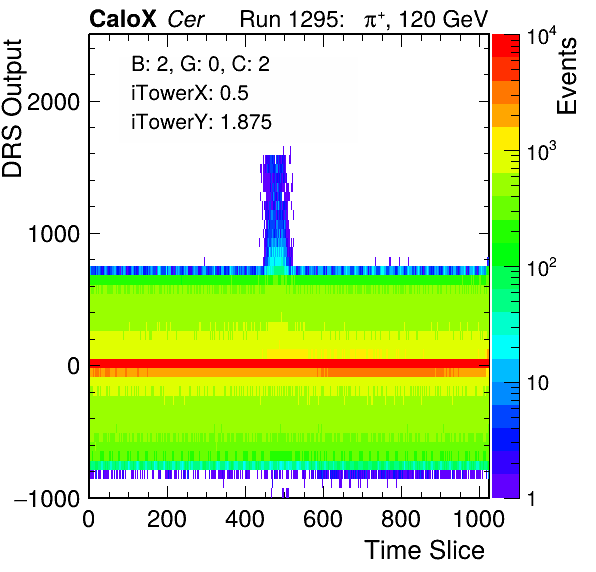 CaloX Cer Run 1295: π⁺, 120 GeV
B: 2, G: 0, C: 2
iTowerX: 0.5
iTowerY: 1.875
DRS Output
2000
1000
0
−1000
0 200 400 600 800 1000
Time Slice
Events
10⁴
10³
10²
10
1